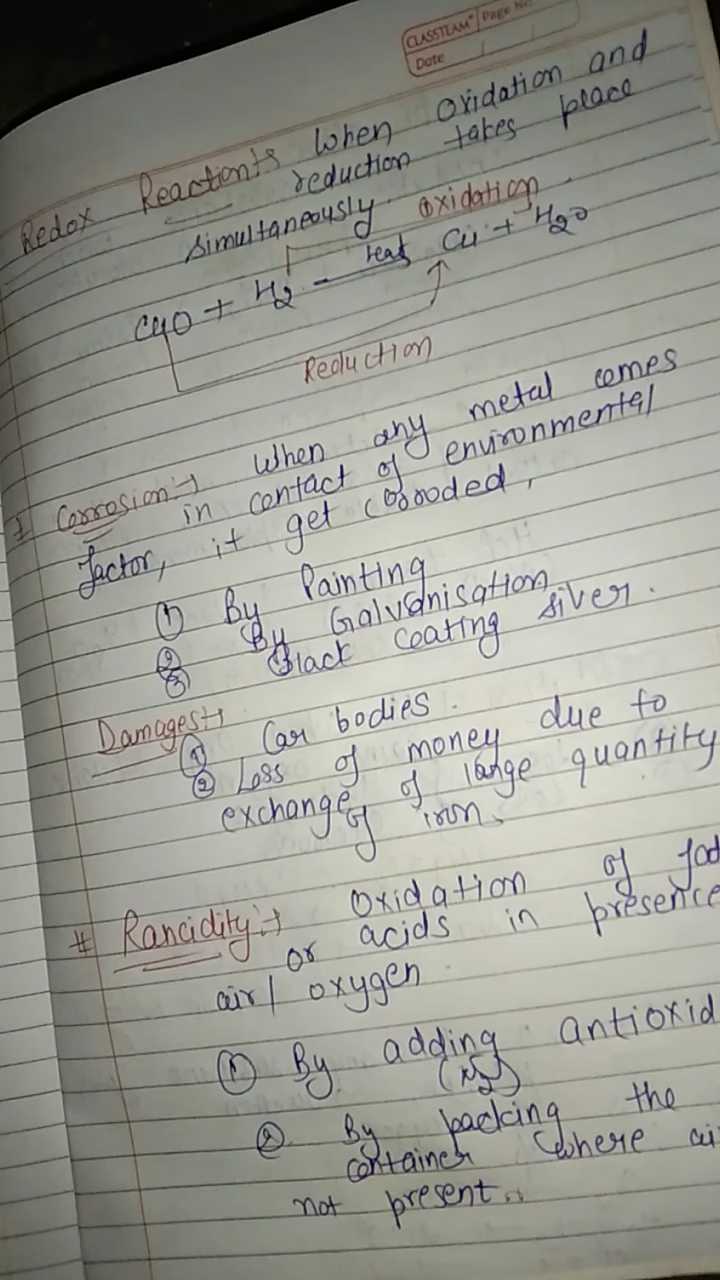 CLASSTEAM Page No.
Date
Redox Reactions When oxidation and
reduction takes place
simultaneously.
Oxidation
CuO + H2 heat Cu + H2O
Reduction
# Corrosion:→ When any metal comes
in contact of environmental
factor, it get corroded,
① By Painting
② By Galvanisation
③ Black coating siver.
Damages:→
① Car bodies.
② Loss of money due to
exchange of large quantity
of iron.
# Rancidity:→ Oxidation of
or acids in presence
air/ oxygen
① By adding antioxid
(N2)
② By packing the
container where
not present..